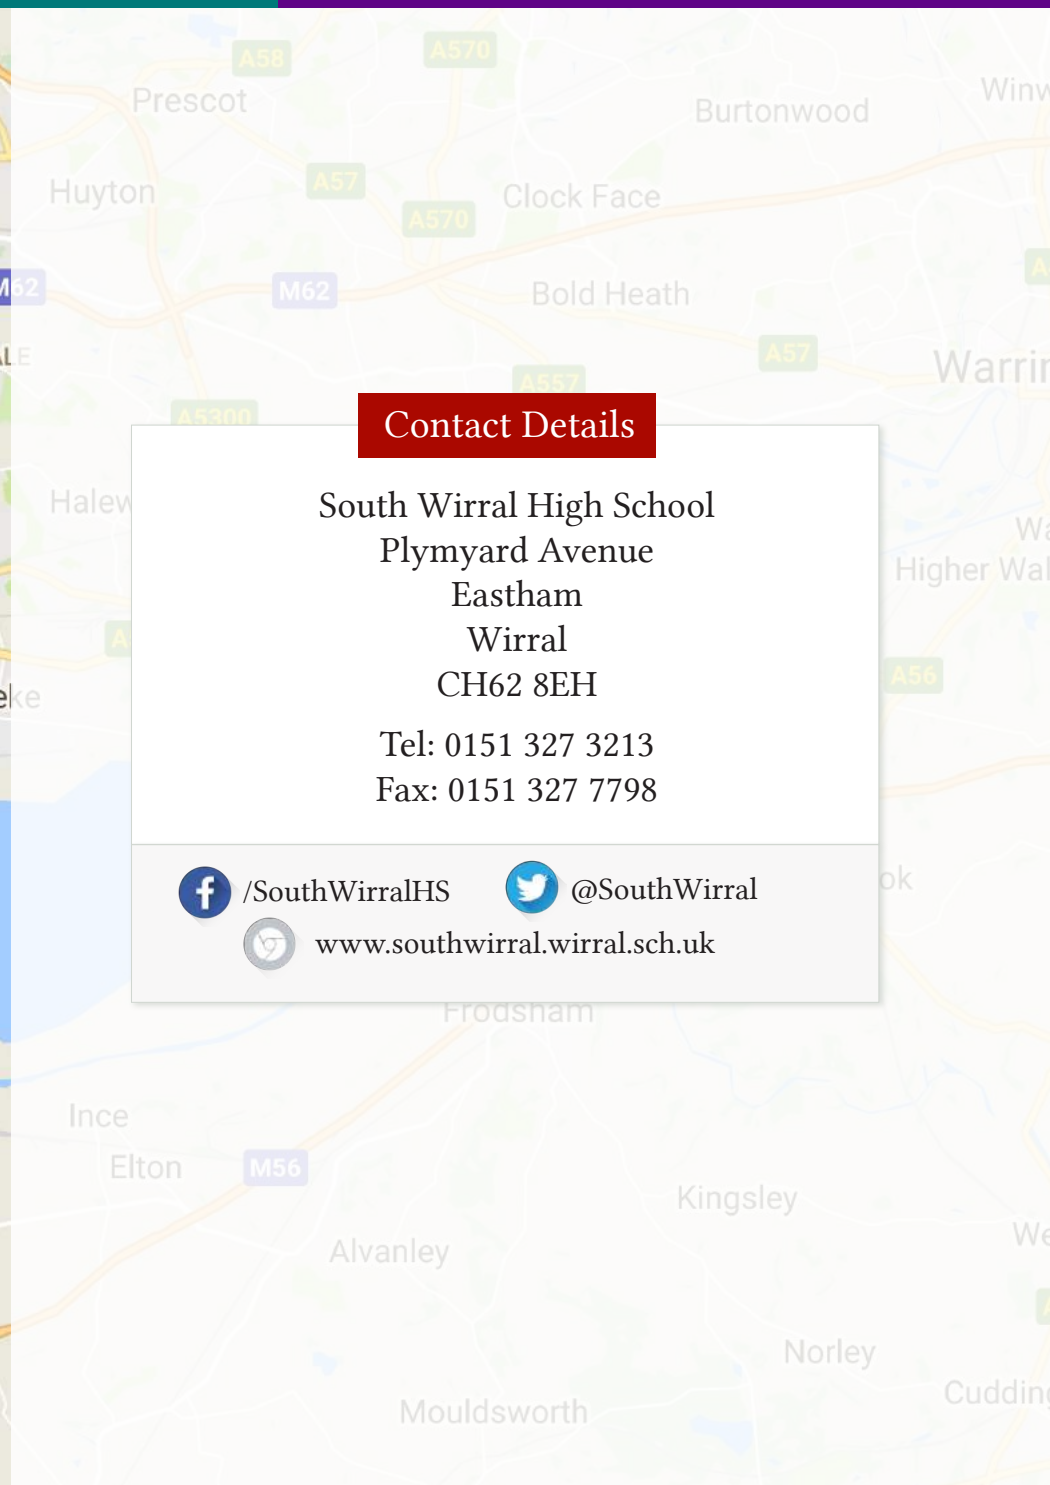 A58
A570
Prescot
Burtonwood
Huyton
A57
Clock Face
A570
M62
M62
Bold Heath
A57
A557
A5300
Contact Details
South Wirral High School
Plymyard Avenue
Eastham
Wirral
CH62 8EH
Tel: 0151 327 3213
Fax: 0151 327 7798
Higher
A56
/SouthWirralHS
@SouthWirral
www.southwirral.wirral.sch.uk
Frodsham
Ince
Elton
M56
Kingsley
Alvanley
Norley
Mouldsworth